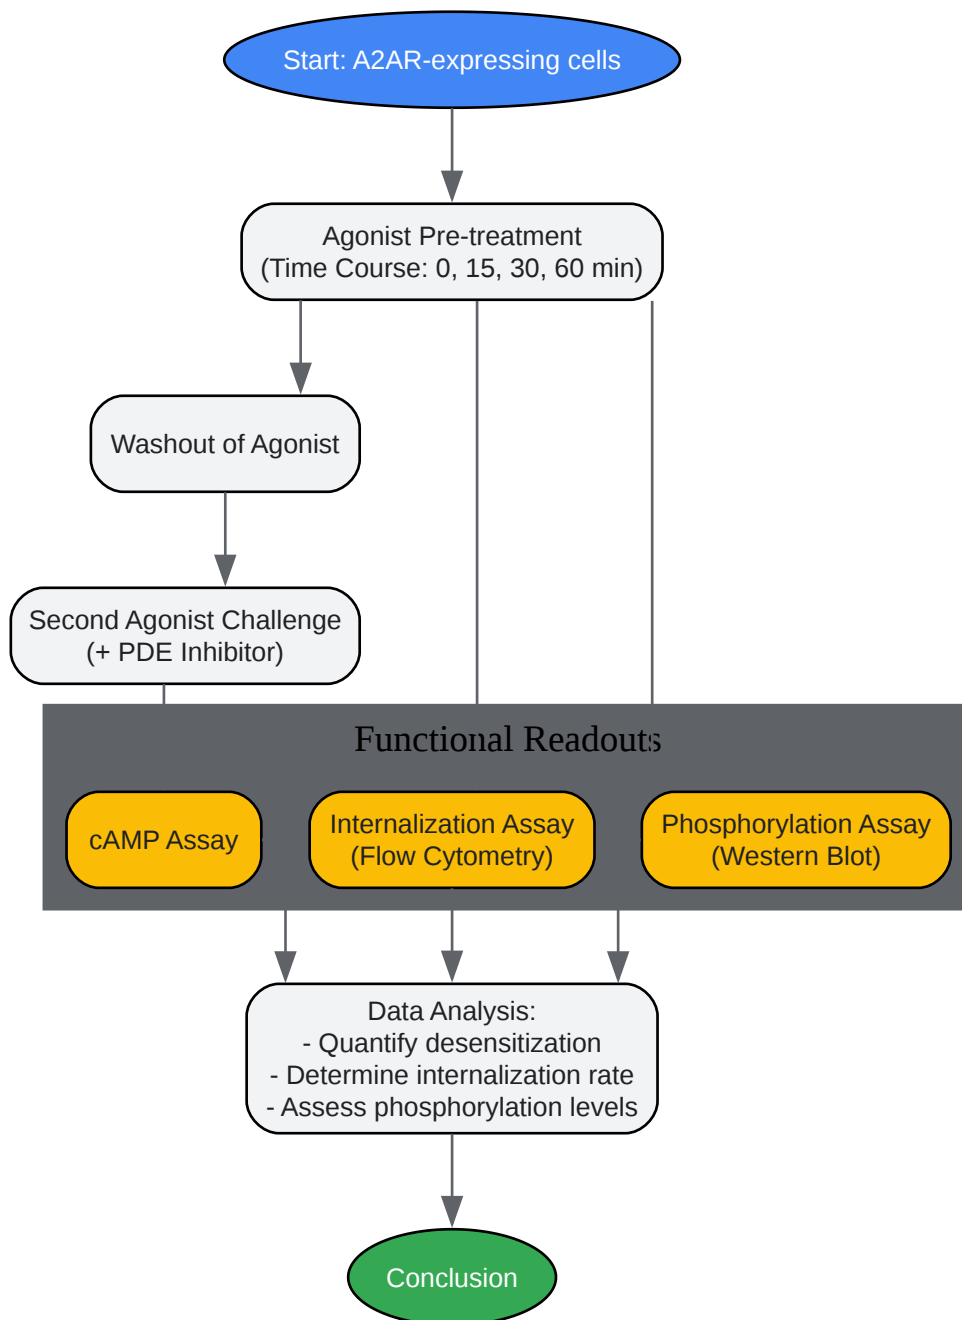 Start: A2AR-expressing cells
Agonist Pre-treatment
(Time Course: 0, 15, 30, 60 min)
Washout of Agonist
Second Agonist Challenge
(+ PDE Inhibitor)
Functional Readouts
cAMP Assay
Internalization Assay
(Flow Cytometry)
Phosphorylation Assay
(Western Blot)
Data Analysis:
- Quantify desensitization
- Determine internalization rate
- Assess phosphorylation levels
Conclusion